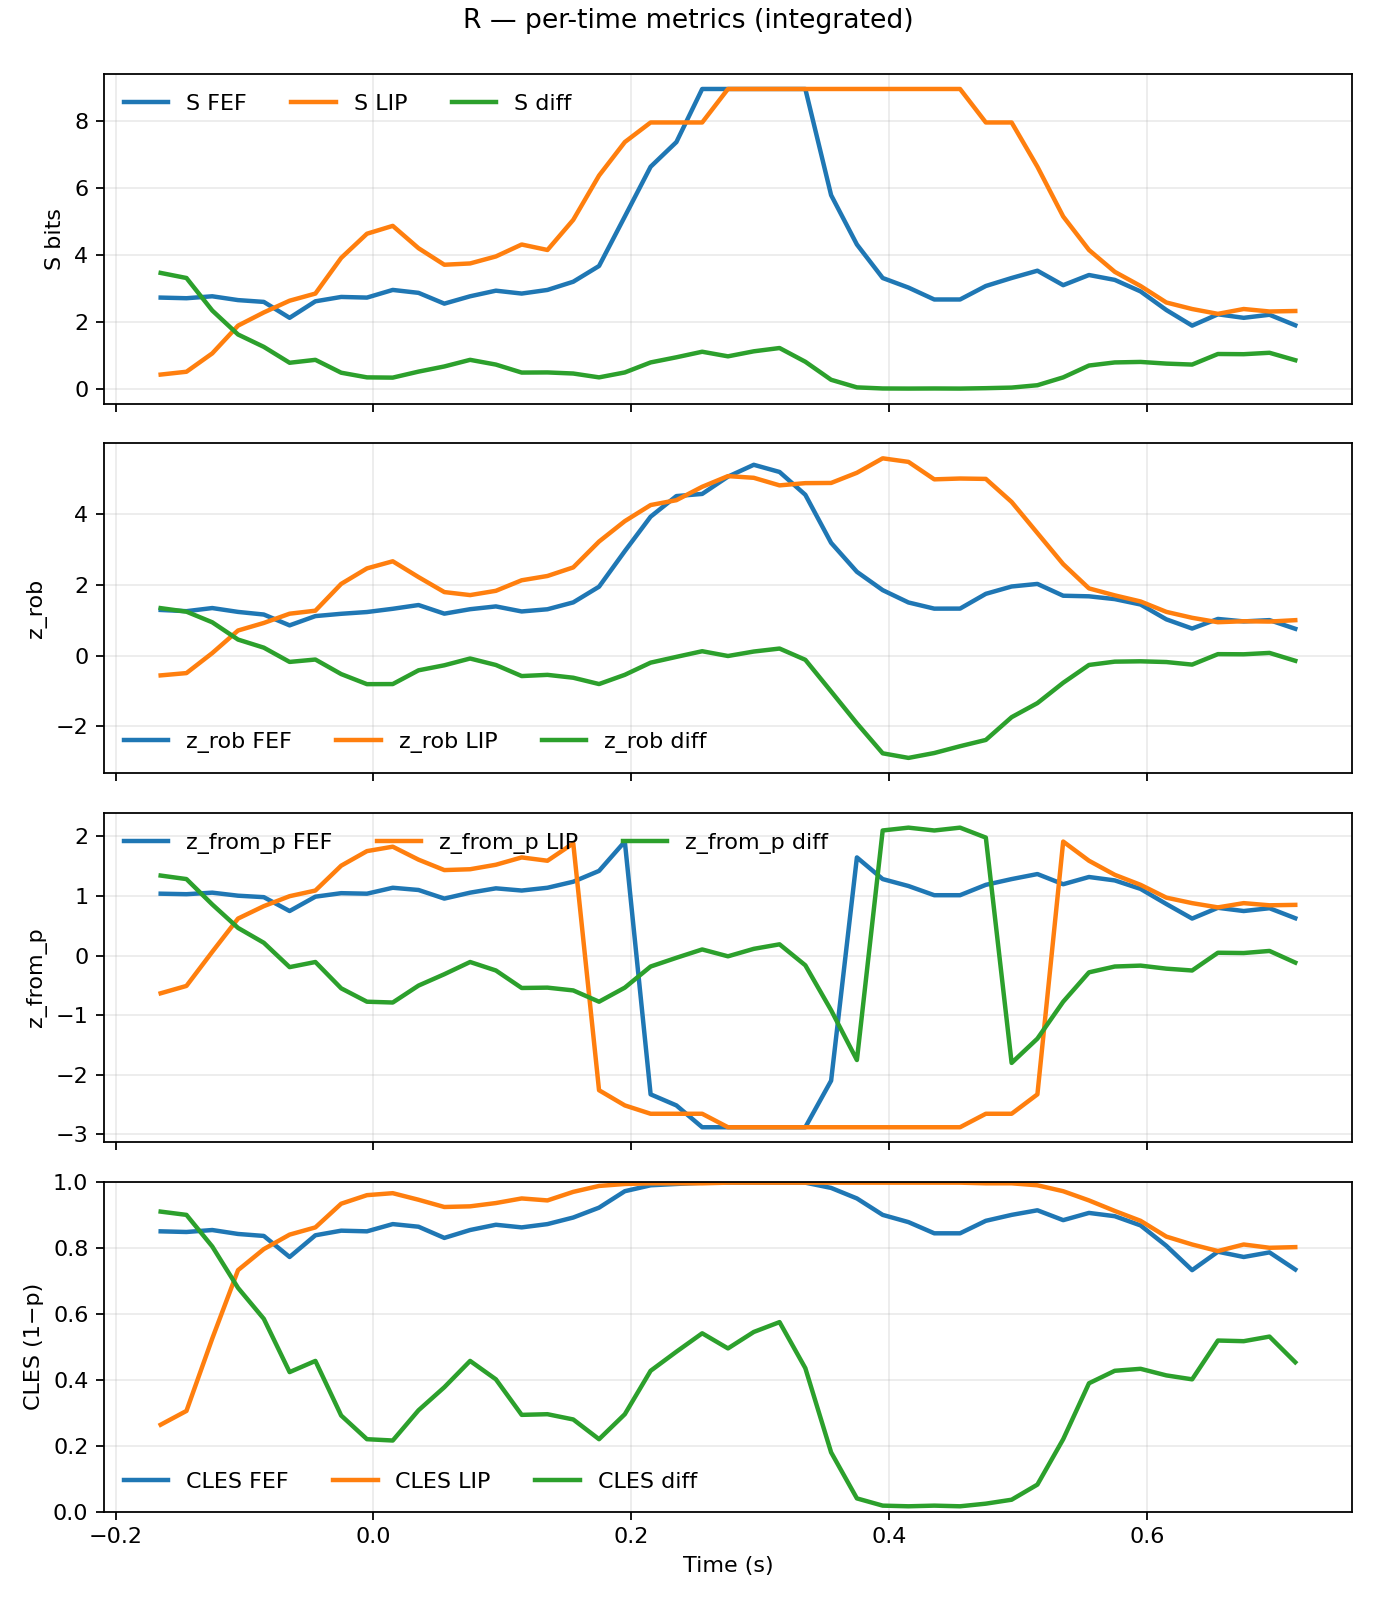 R — per-time metrics (integrated)
S FEF S LIP S diff
8
6
4
2
0
S bits
4
2
0
−2
z_rob
z_rob FEF z_rob LIP z_rob diff
z_from_p FEF z_from_p LIP z_from_p diff
2
1
0
−1
−2
−3
z_from_p
1.0
0.8
0.6
0.4
0.2
0.0
CLES (1−p)
CLES FEF CLES LIP CLES diff
−0.2 0.0 0.2 0.4 0.6
Time (s)